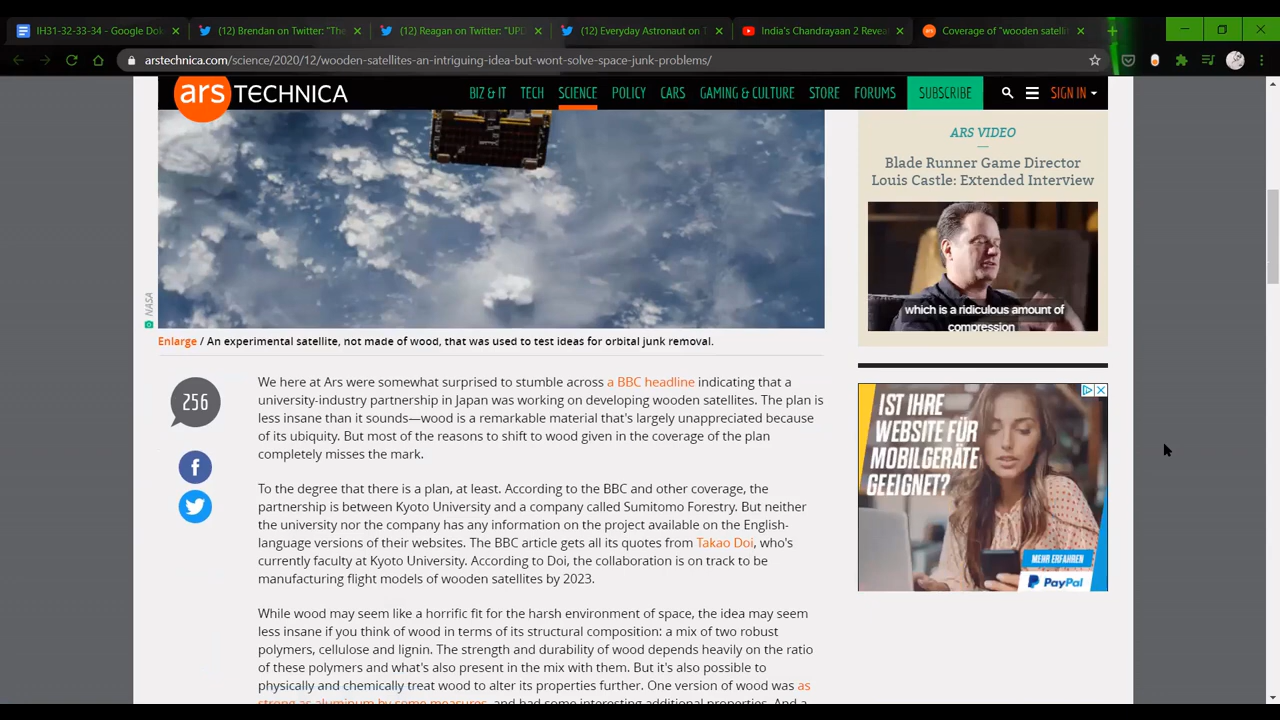 IH31-32-33-34 - Google Dok
(12) Brendan on Twitter: "The
(12) Reagan on Twitter: "UPD
(12) Everyday Astronaut on T
India's Chandrayaan 2 Revea
Coverage of "wooden satellit
arstechnica.com/science/2020/12/wooden-satellites-an-intriguing-idea-but-wont-solve-space-junk-problems/
ars TECHNICA
BIZ & IT TECH SCIENCE POLICY CARS GAMING & CULTURE STORE FORUMS SUBSCRIBE SIGN IN
NASA
Enlarge / An experimental satellite, not made of wood, that was used to test ideas for orbital junk removal.
256
We here at Ars were somewhat surprised to stumble across a BBC headline indicating that a
university-industry partnership in Japan was working on developing wooden satellites. The plan is
less insane than it sounds—wood is a remarkable material that's largely unappreciated because
of its ubiquity. But most of the reasons to shift to wood given in the coverage of the plan
completely misses the mark.
To the degree that there is a plan, at least. According to the BBC and other coverage, the
partnership is between Kyoto University and a company called Sumitomo Forestry. But neither
the university nor the company has any information on the project available on the English-
language versions of their websites. The BBC article gets all its quotes from Takao Doi, who's
currently faculty at Kyoto University. According to Doi, the collaboration is on track to be
manufacturing flight models of wooden satellites by 2023.
While wood may seem like a horrific fit for the harsh environment of space, the idea may seem
less insane if you think of wood in terms of its structural composition: a mix of two robust
polymers, cellulose and lignin. The strength and durability of wood depends heavily on the ratio
of these polymers and what's also present in the mix with them. But it's also possible to
physically and chemically treat wood to alter its properties further. One version of wood was as
strong as aluminum by some measures, and had some interesting additional properties. And a
ARS VIDEO
Blade Runner Game Director
Louis Castle: Extended Interview
which is a ridiculous amount of
compression
IST IHRE
WEBSITE FÜR
MOBILGERÄTE
GEEIGNET?
MEHR ERFAHREN
PayPal